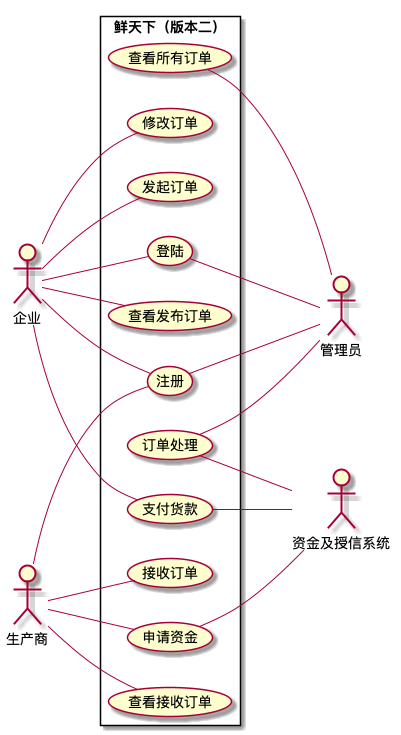 鲜天下（版本二）
查看所有订单
修改订单
发起订单
登陆
查看发布订单
企业
管理员
注册
订单处理
支付货款
资金及授信系统
接收订单
生产商
申请资金
查看接收订单